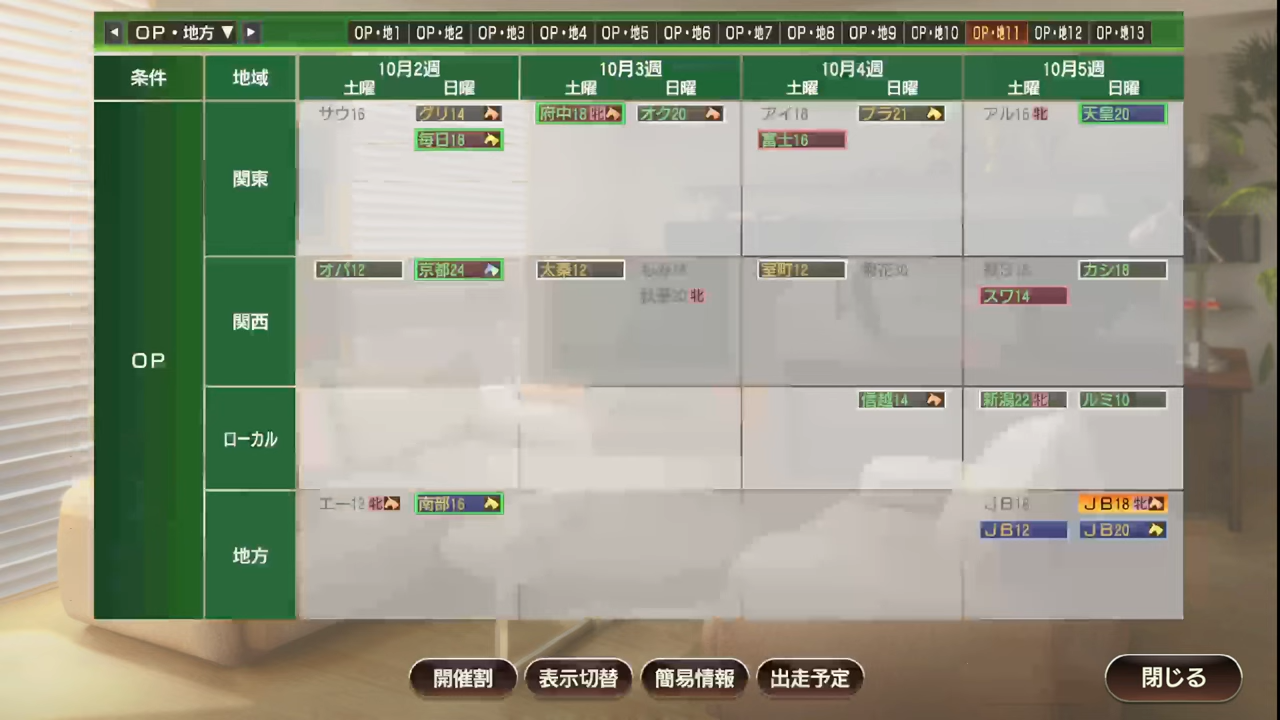 ◀ OP・地方▼ ▶ OP・地1 OP・地2 OP・地3 OP・地4 OP・地5 OP・地6 OP・地7 OP・地8 OP・地9 OP・地10 OP・地11 OP・地12 OP・地13
条件 地域 10月2週 10月3週 10月4週 10月5週
土曜 日曜 土曜 日曜 土曜 日曜 土曜 日曜
OP
関東
サウ16 グリ14 府中18牝 オク20 アイ18 ブラ21 アル16牝 天皇20
毎日18 富士16
関西
オパ12 京都24 太秦12 室町12 カシ18
牝 スワ14
ローカル
信越14 新潟22牝 ルミ10
地方
牝 南部16 JB18 JB18牝
JB12 JB20
開催割 表示切替 簡易情報 出走予定 閉じる